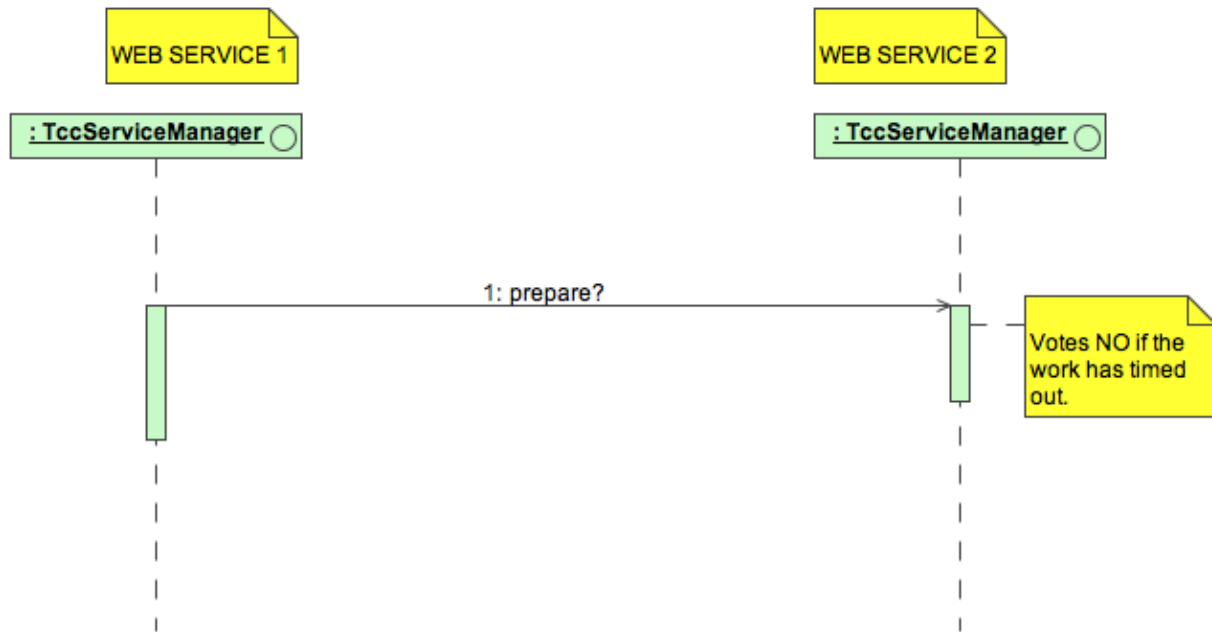 WEB SERVICE 1
WEB SERVICE 2
: TccServiceManager
: TccServiceManager
1: prepare?
Votes NO if the
work has timed
out.